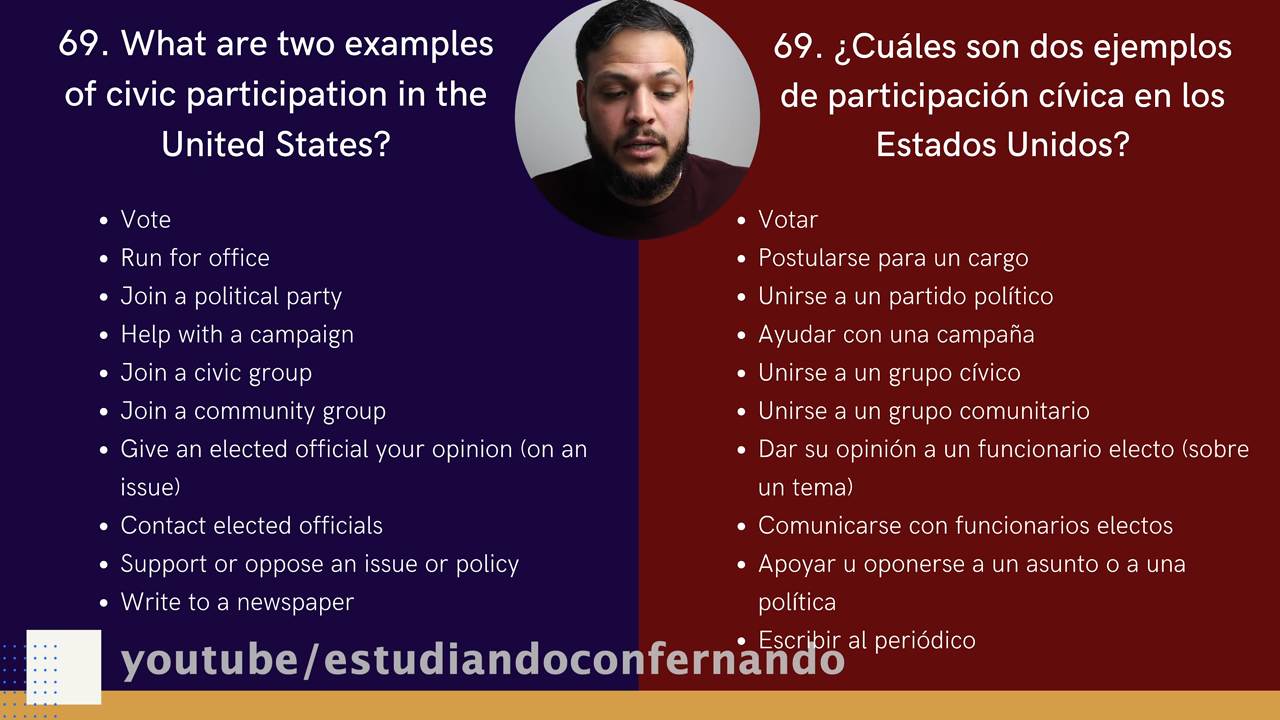 69. What are two examples
of civic participation in the
United States?
• Vote
• Run for office
• Join a political party
• Help with a campaign
• Join a civic group
• Join a community group
• Give an elected official your opinion (on an
issue)
• Contact elected officials
• Support or oppose an issue or policy
• Write to a newspaper
69. ¿Cuáles son dos ejemplos
de participación cívica en los
Estados Unidos?
• Votar
• Postularse para un cargo
• Unirse a un partido político
• Ayudar con una campaña
• Unirse a un grupo cívico
• Unirse a un grupo comunitario
• Dar su opinión a un funcionario electo (sobre
un tema)
• Comunicarse con funcionarios electos
• Apoyar u oponerse a un asunto o a una
política
• Escribir al periódico
youtube/estudiandoconfernando